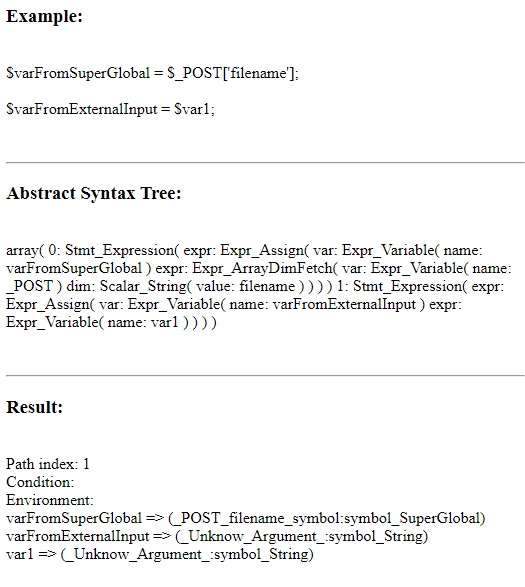 Example:
$varFromSuperGlobal = $_POST['filename'];
$varFromExternalInput = $var1;
Abstract Syntax Tree:
array( 0: Stmt_Expression( expr: Expr_Assign( var: Expr_Variable( name:
varFromSuperGlobal ) expr: Expr_ArrayDimFetch( var: Expr_Variable( name:
_POST ) dim: Scalar_String( value: filename ) ) ) ) 1: Stmt_Expression( expr:
Expr_Assign( var: Expr_Variable( name: varFromExternalInput ) expr:
Expr_Variable( name: var1 ) ) ) )
Result:
Path index: 1
Condition:
Environment:
varFromSuperGlobal => (_POST_filename_symbol:symbol_SuperGlobal)
varFromExternalInput => (_Unknow_Argument_:symbol_String)
var1 => (_Unknow_Argument_:symbol_String)